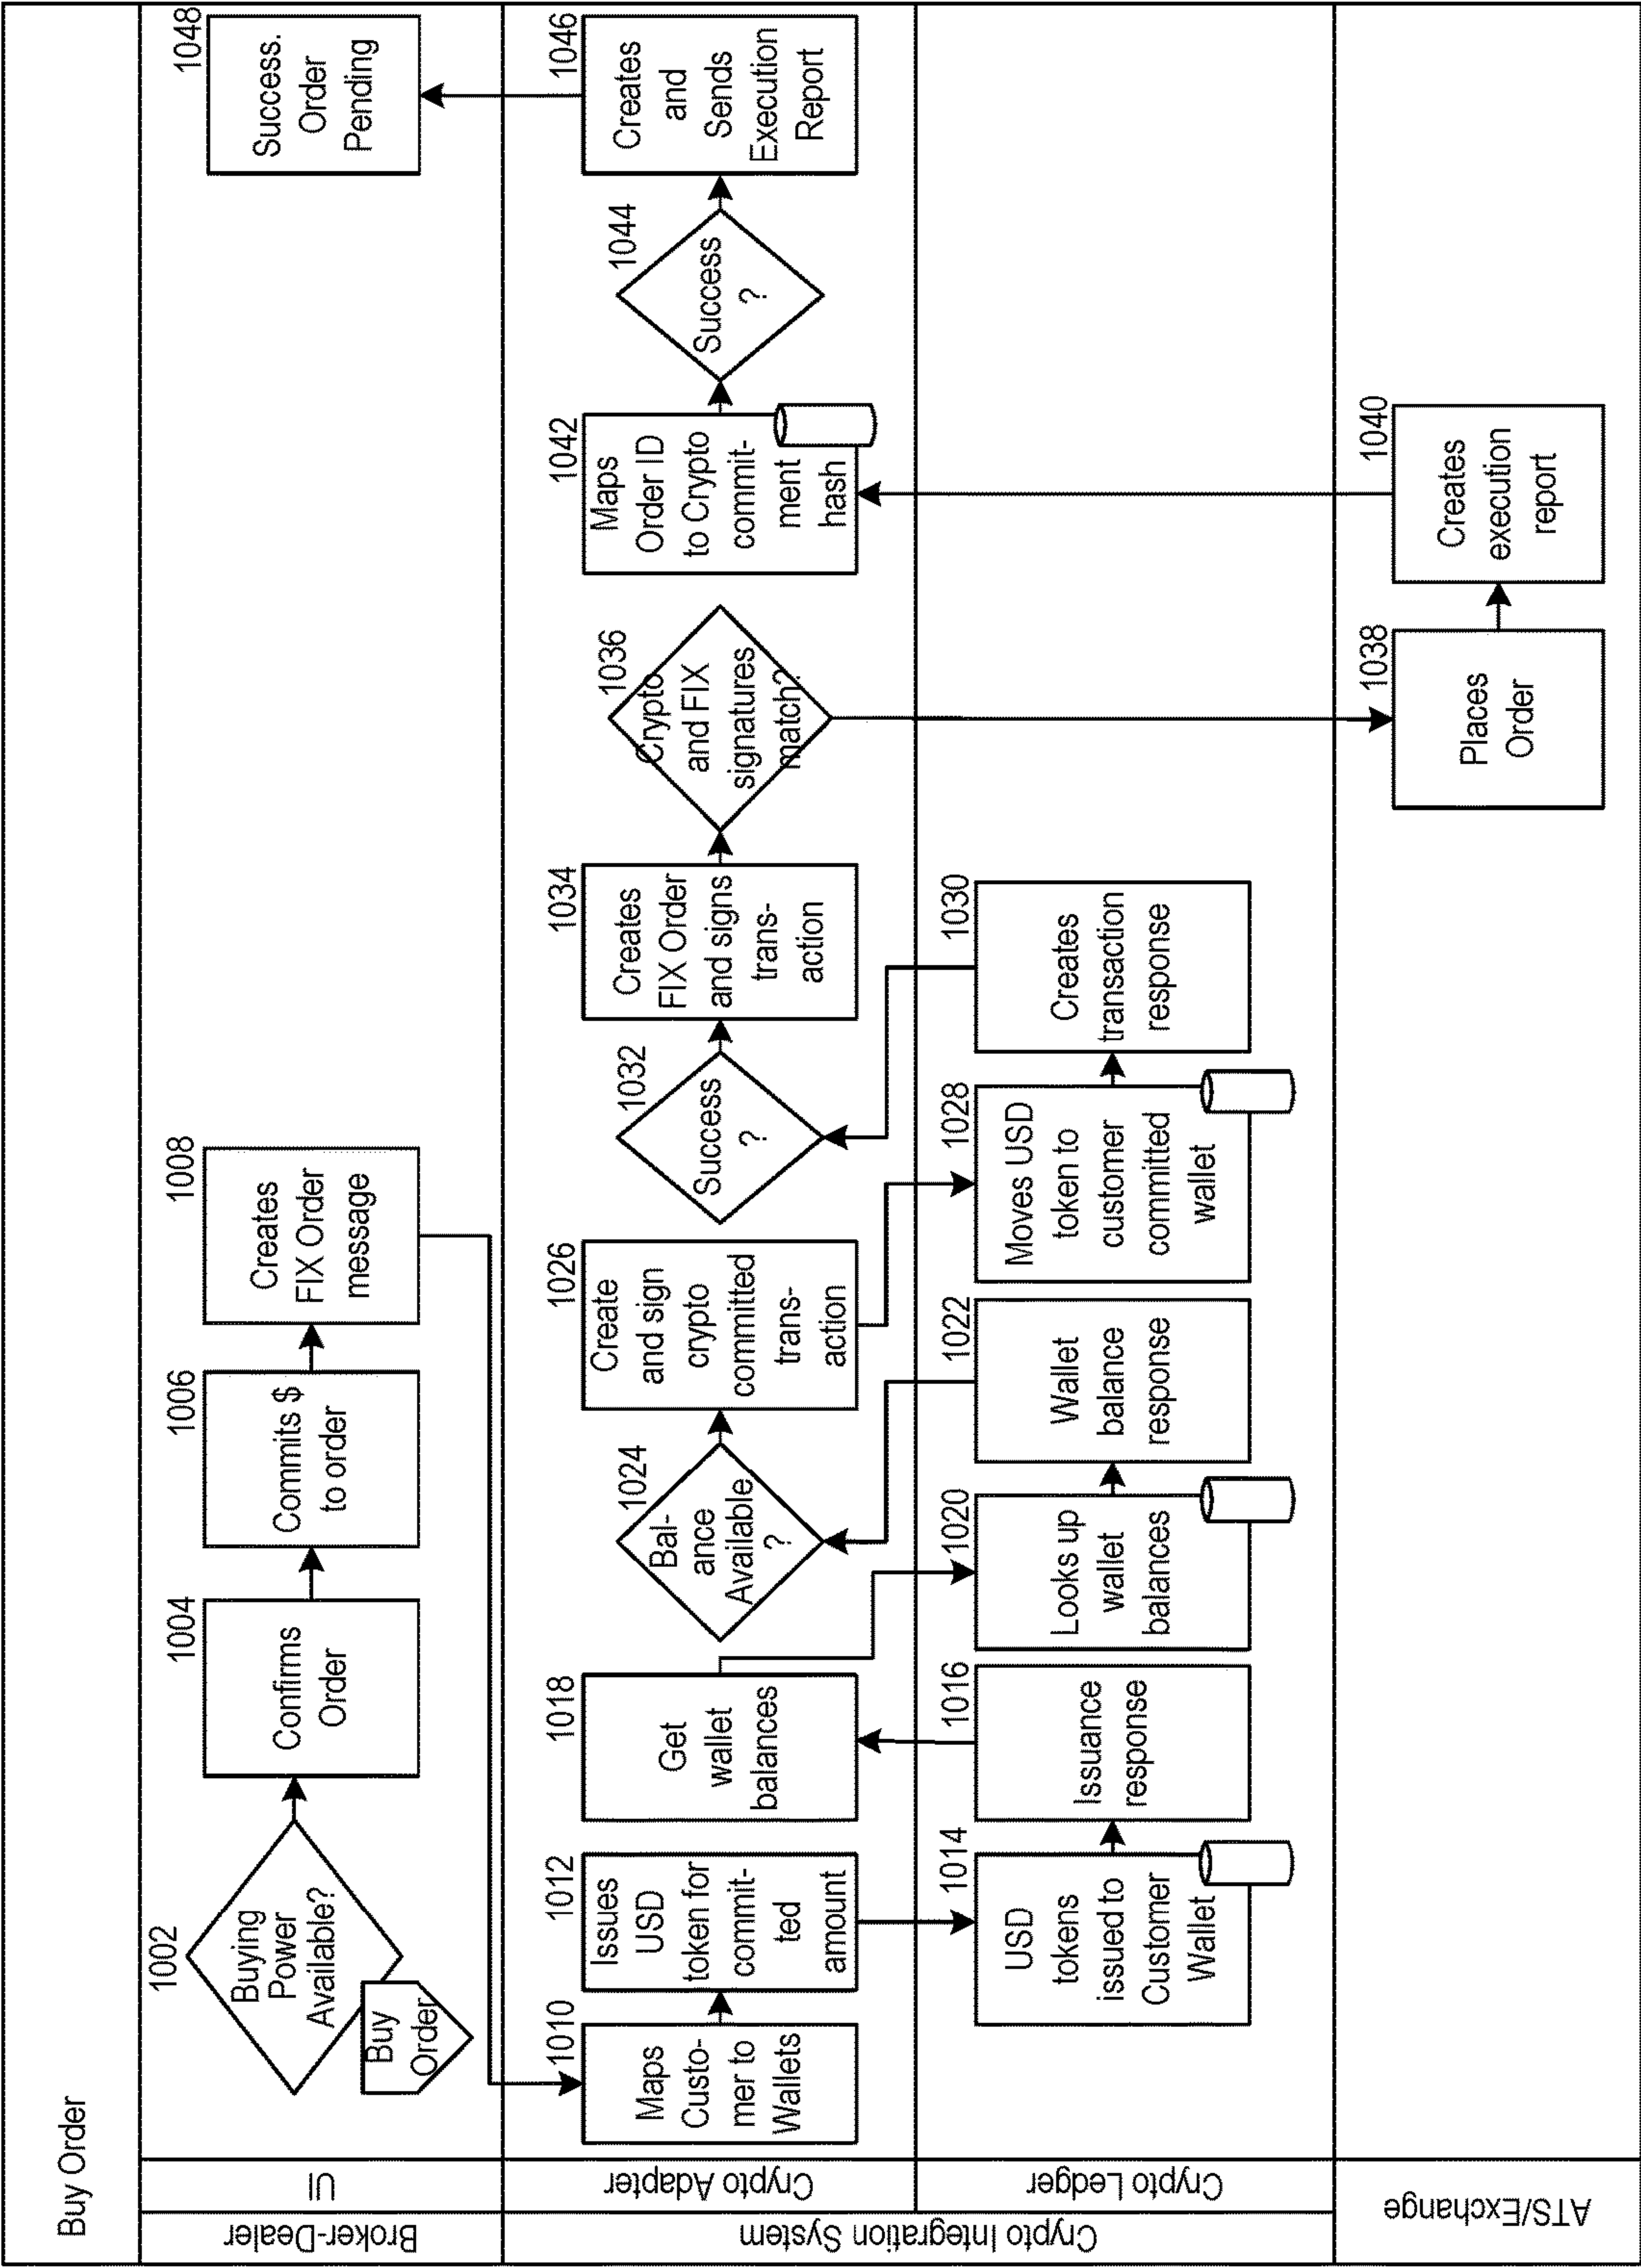 Buy Order
Broker-Dealer
UI
1002
Buying
Power
Available?
Buy
Order
1004
Confirms
Order
1006
Commits $
to order
1008
Creates
FIX Order
message
1048
Success.
Order
Pending
Crypto Integration System
Crypto Adapter
1010
Maps
Custo-
mer to
Wallets
1012
Issues
USD
token for
commit-
ted
amount
1018
Get
wallet
balances
1024
Bal-
ance
Available
?
1026
Create
and sign
crypto
committed
trans-
action
1032
Success
?
1034
Creates
FIX Order
and signs
trans-
action
1036
Crypto
and FIX
signatures
match?
1042
Maps
Order ID
to Crypto
commit-
ment
hash
1044
Success
?
1046
Creates
and
Sends
Execution
Report
Crypto Ledger
1014
USD
tokens
issued to
Customer
Wallet
1016
Issuance
response
1020
Looks up
wallet
balances
1022
Wallet
balance
response
1028
Moves USD
token to
customer
committed
wallet
1030
Creates
transaction
response
ATS/Exchange
1038
Places
Order
1040
Creates
execution
report